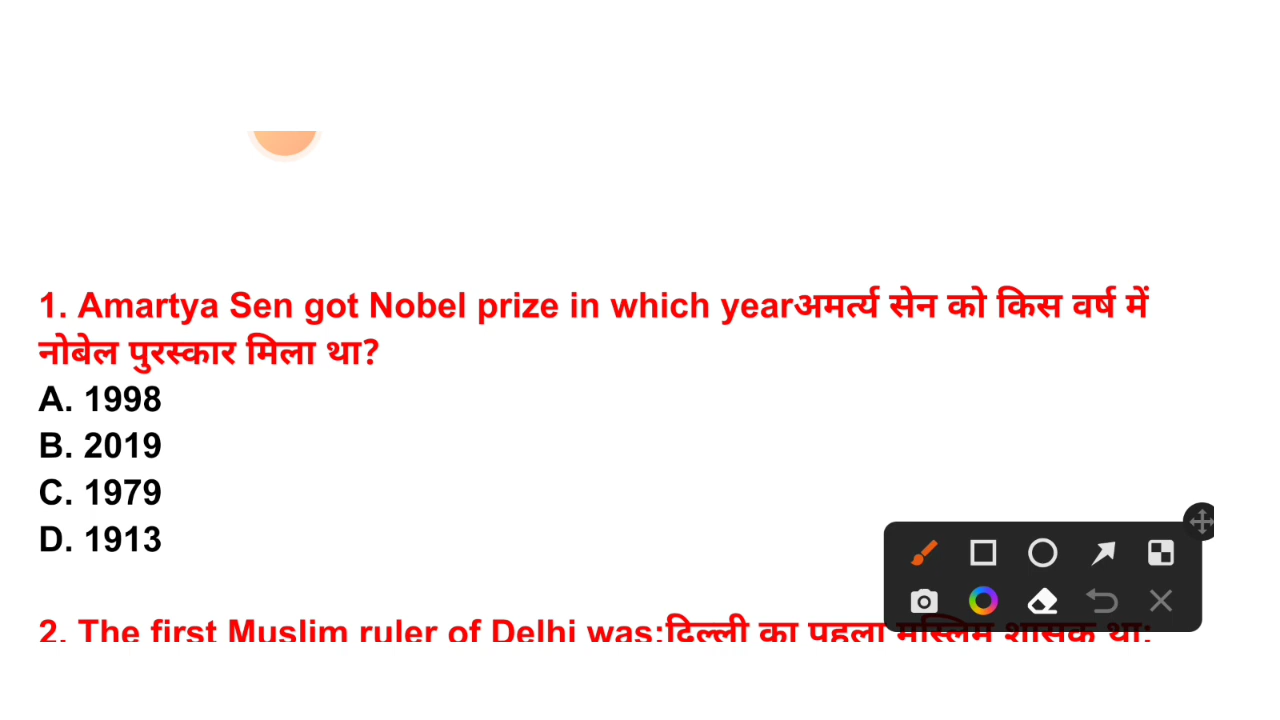 1. Amartya Sen got Nobel prize in which yearअमर्त्य सेन को किस वर्ष में
नोबेल पुरस्कार मिला था?
A. 1998
B. 2019
C. 1979
D. 1913
2. The first Muslim ruler of Delhi was:दिल्ली का पहला मुस्लिम शासक था: